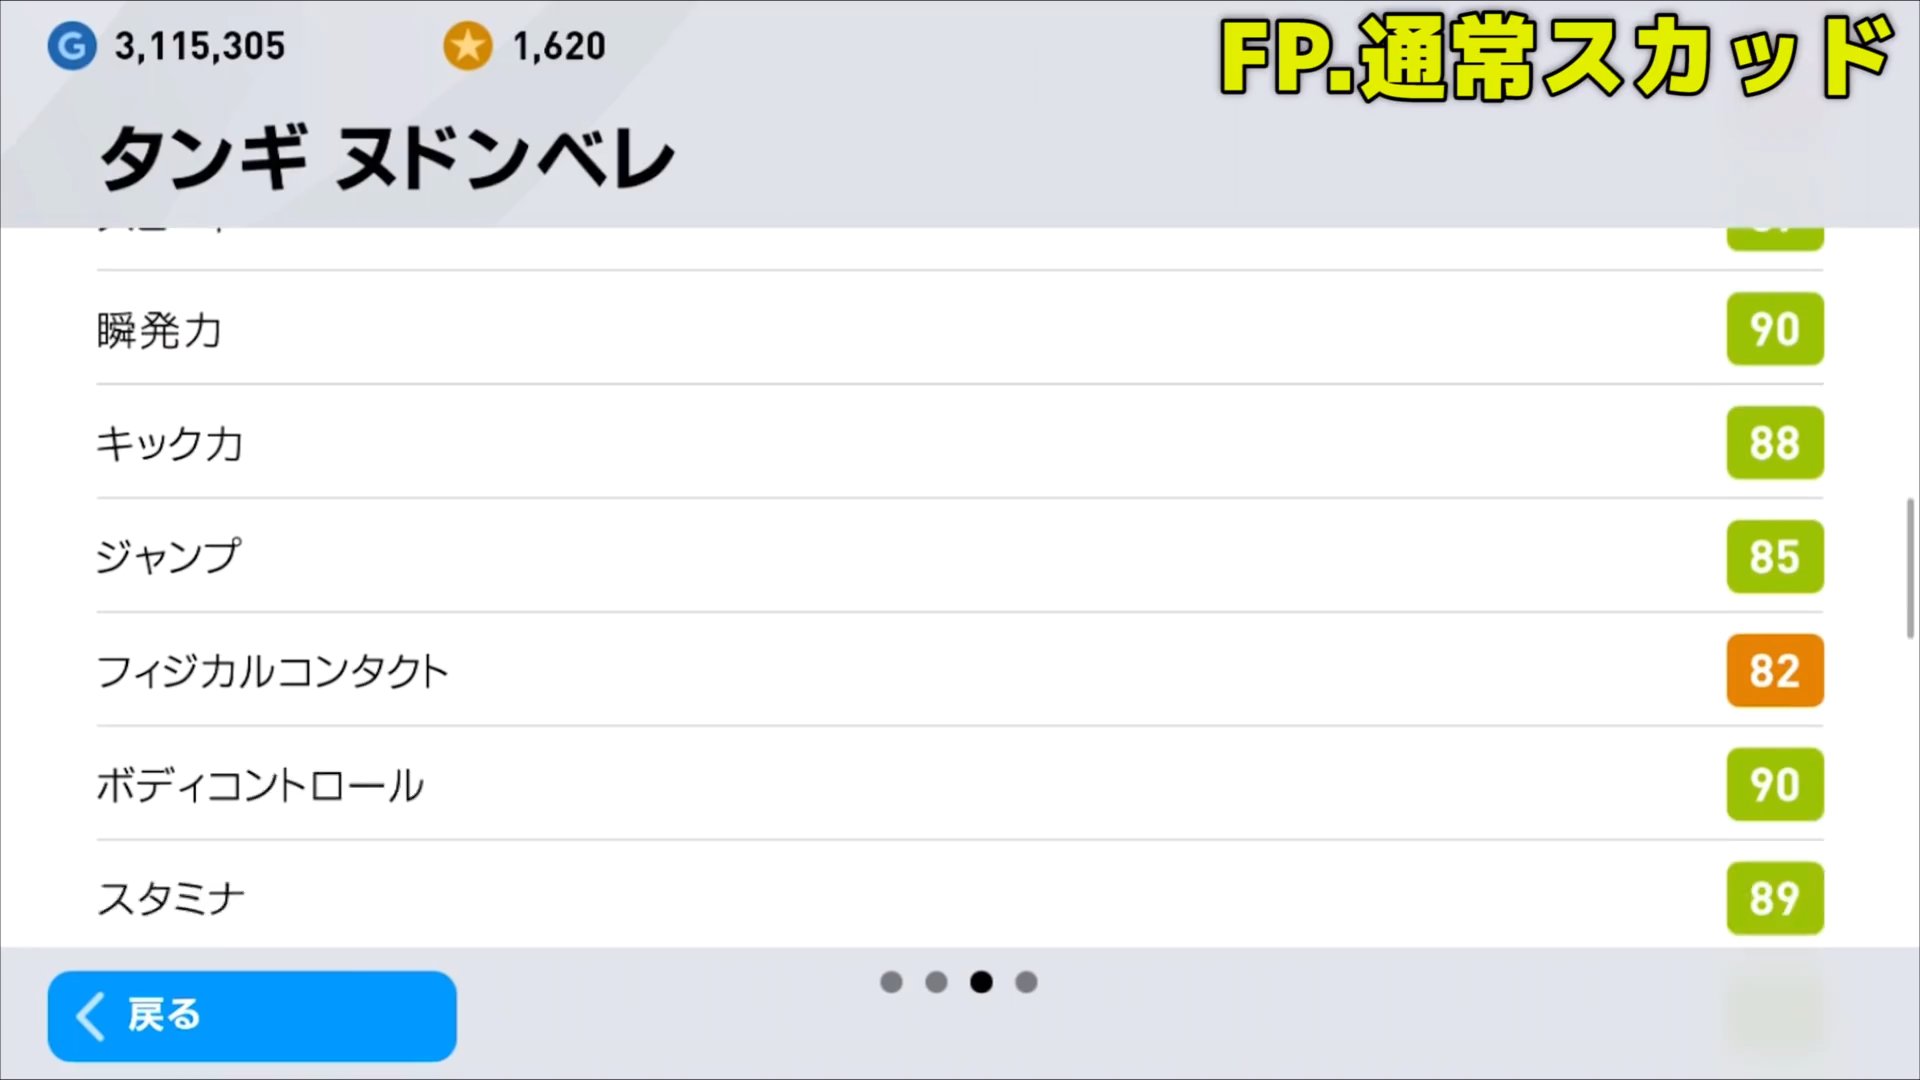 G 3,115,305 1,620
FP.通常スカッド
タンギ ヌドンベレ
瞬発力 90
キック力 88
ジャンプ 85
フィジカルコンタクト 82
ボディコントロール 90
スタミナ 89
戻る